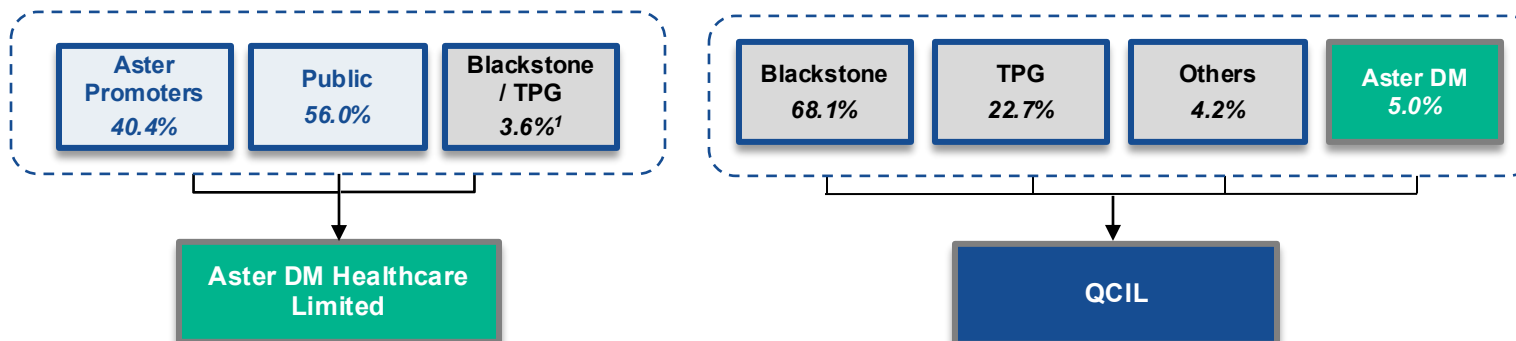 Aster
Promoters
40.4%
Public
56.0%
Blackstone
/ TPG
3.6%¹
Blackstone
68.1%
TPG
22.7%
Others
4.2%
Aster DM
5.0%
Aster DM Healthcare
Limited
QCIL